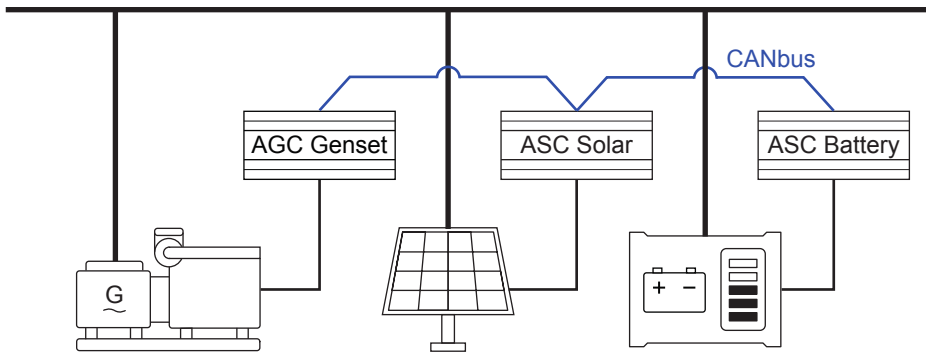 CANbus
AGC Genset
ASC Solar
ASC Battery
G
~
+ −